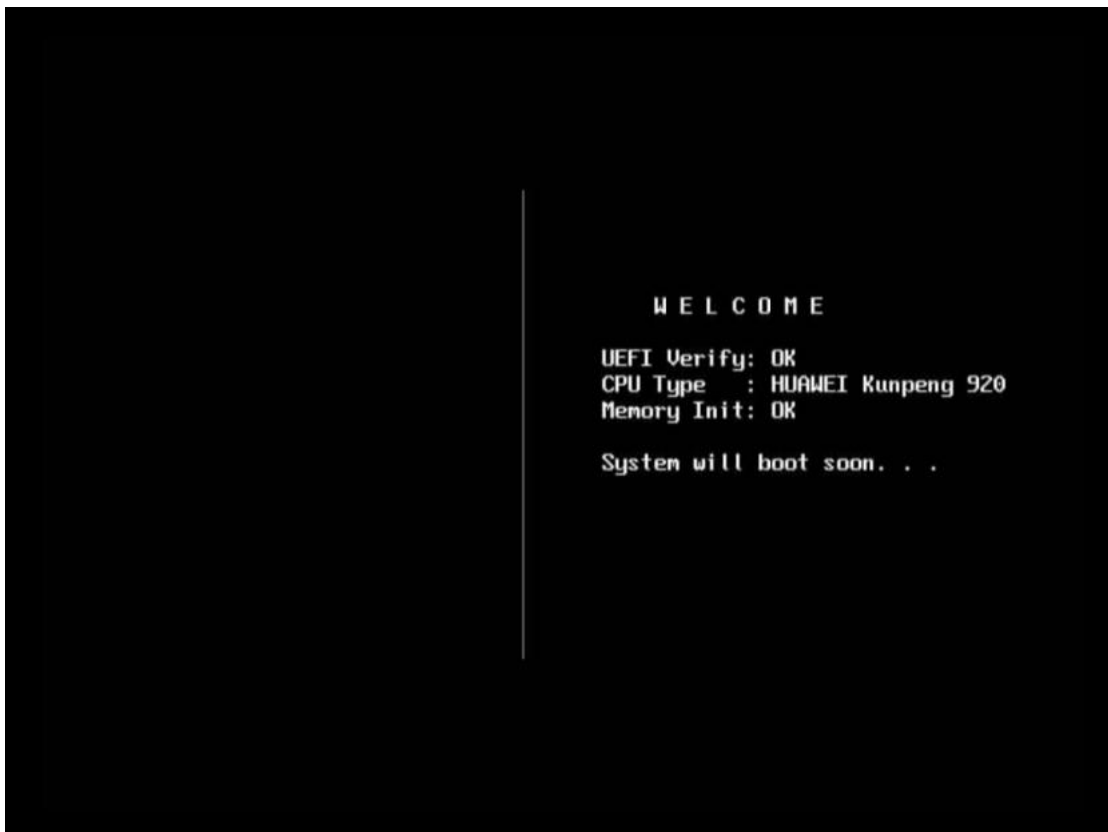 W E L C O M E
UEFI Verify: OK
CPU Type   : HUAWEI Kunpeng 920
Memory Init: OK
System will boot soon. . .